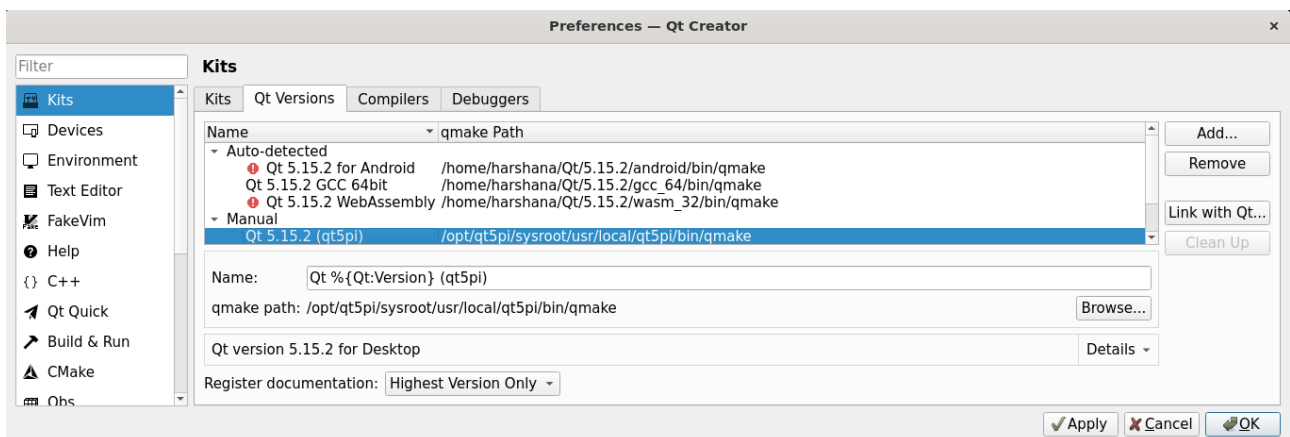 Preferences — Qt Creator ×
Filter
Kits
Devices
Environment
Text Editor
FakeVim
Help
{} C++
Qt Quick
Build & Run
CMake
Qbs
Kits
Kits Qt Versions Compilers Debuggers
Name qmake Path
Auto-detected
Qt 5.15.2 for Android /home/harshana/Qt/5.15.2/android/bin/qmake
Qt 5.15.2 GCC 64bit /home/harshana/Qt/5.15.2/gcc_64/bin/qmake
Qt 5.15.2 WebAssembly /home/harshana/Qt/5.15.2/wasm_32/bin/qmake
Manual
Qt 5.15.2 (qt5pi) /opt/qt5pi/sysroot/usr/local/qt5pi/bin/qmake
Add...
Remove
Link with Qt...
Clean Up
Name: Qt %{Qt:Version} (qt5pi)
qmake path: /opt/qt5pi/sysroot/usr/local/qt5pi/bin/qmake Browse...
Qt version 5.15.2 for Desktop Details
Register documentation: Highest Version Only
Apply Cancel OK